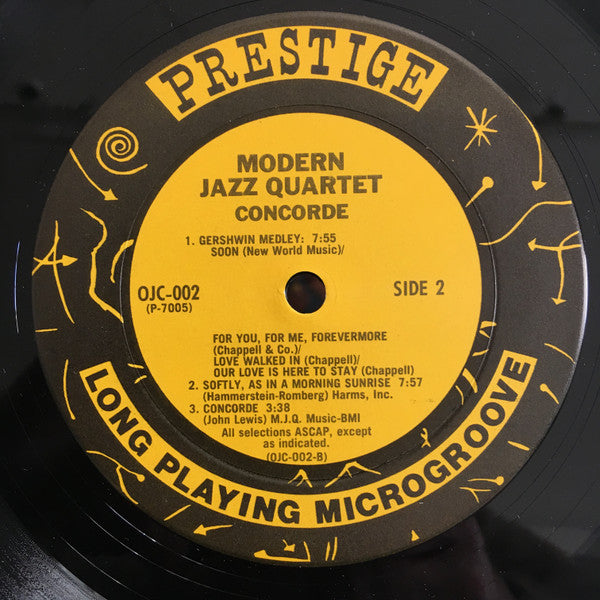 PRESTIGE
MODERN
JAZZ QUARTET
CONCORDE
1. GERSHWIN MEDLEY: 7:55
SOON (New World Music)/
OJC-002
(P-7005)
SIDE 2
FOR YOU, FOR ME, FOREVERMORE
(Chappell & Co.)/
LOVE WALKED IN (Chappell)/
OUR LOVE IS HERE TO STAY (Chappell)
2. SOFTLY, AS IN A MORNING SUNRISE 7:57
(Hammerstein-Romberg) Harms, Inc.
3. CONCORDE 3:38
(John Lewis) M.J.Q. Music-BMI
All selections ASCAP, except
as indicated.
(OJC-002-B)
LONG PLAYING MICROGROOVE